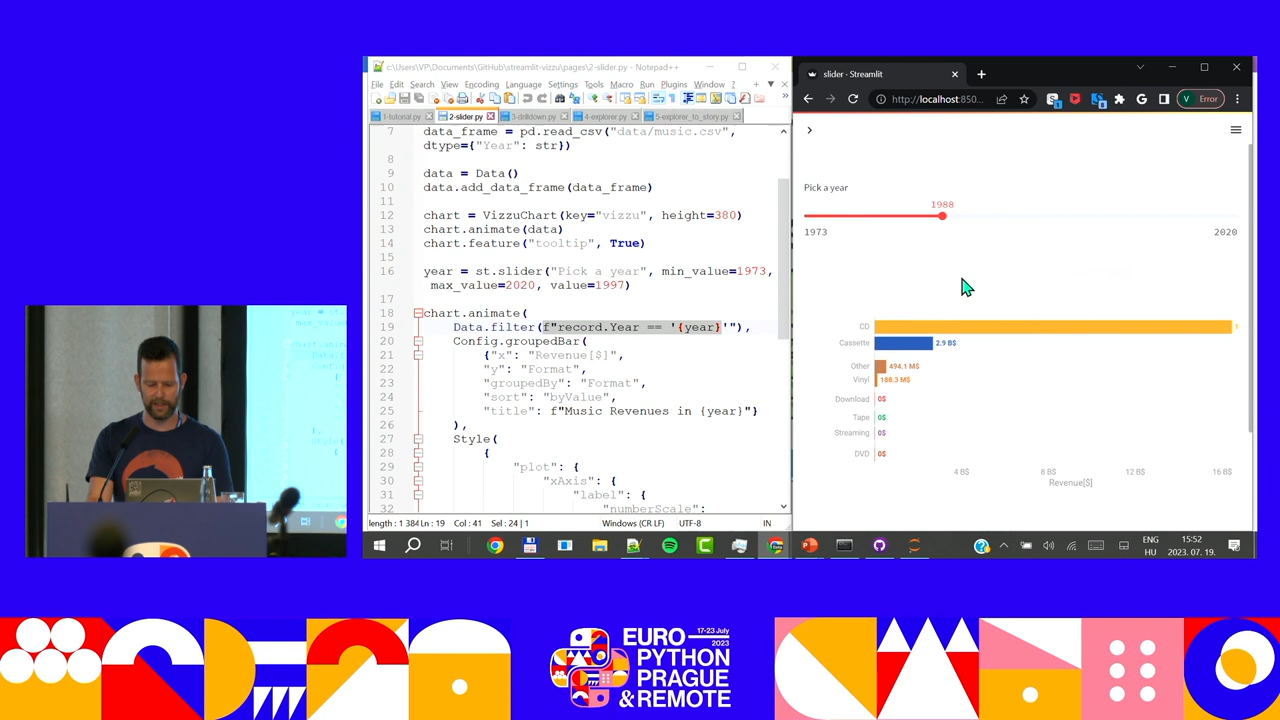 c:\Users\VP\Documents\GitHub\streamlit-vizzu\pages\2-slider.py - Notepad++
File Edit Search View Encoding Language Settings Tools Macro Run Plugins Window ?
1-tutorial.py 2-slider.py 3-drilldown.py 4-explorer.py 5-explorer_to_story.py
7 data_frame = pd.read_csv("data/music.csv",
dtype={"Year": str})
8
9 data = Data()
10 data.add_data_frame(data_frame)
11
12 chart = VizzuChart(key="vizzu", height=380)
13 chart.animate(data)
14 chart.feature("tooltip", True)
15
16 year = st.slider("Pick a year", min_value=1973,
max_value=2020, value=1997)
17
18 chart.animate(
19 Data.filter(f"record.Year == '{year}'"),
20 Config.groupedBar(
21 {"x": "Revenue[$]",
22 "y": "Format",
23 "groupedBy": "Format",
24 "sort": "byValue",
25 "title": f"Music Revenues in {year}"}
26 ),
27 Style(
28 {
29 "plot": {
30 "xAxis": {
31 "label": {
32 "numberScale":
length : 1 384 Ln : 19 Col : 41 Sel : 24 | 1 Windows (CR LF) UTF-8 IN
slider · Streamlit
http://localhost:850...
V Error
Pick a year
1988
1973 2020
CD 1
Cassette 2.9 B$
Other 494.1 M$
Vinyl 188.3 M$
Download 0$
Tape 0$
Streaming 0$
DVD 0$
4 B$ 8 B$ 12 B$ 16 B$
Revenue[$]
ENG 15:52
HU 2023. 07. 19.
EURO 17-23 July 2023
PYTHON
PRAGUE
& REMOTE